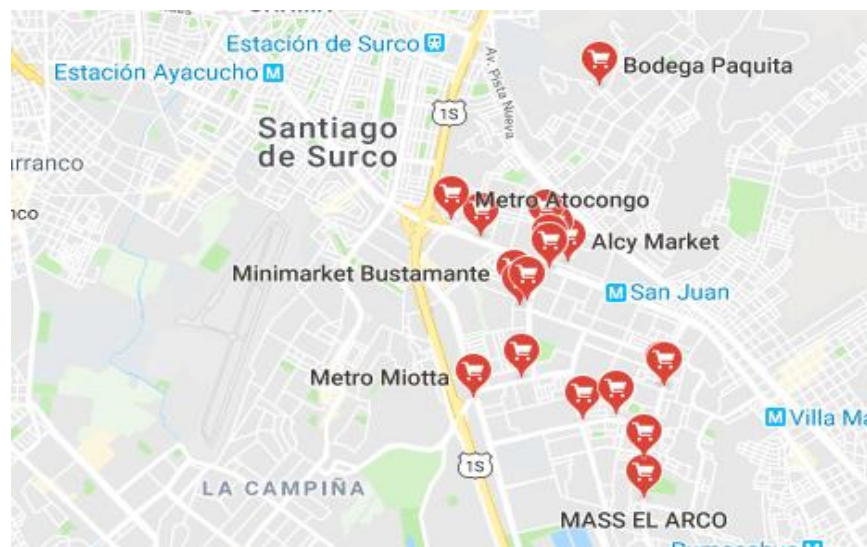 Estación de Surco
Bodega Paquita
Estación Ayacucho M
Av. Pista Nueva
1S
Santiago
de Surco
Metro Atocongo
nco
Alcy Market
Minimarket Bustamante
M San Juan
Metro Miotta
M Villa Ma
1S
LA CAMPIÑA
MASS EL ARCO